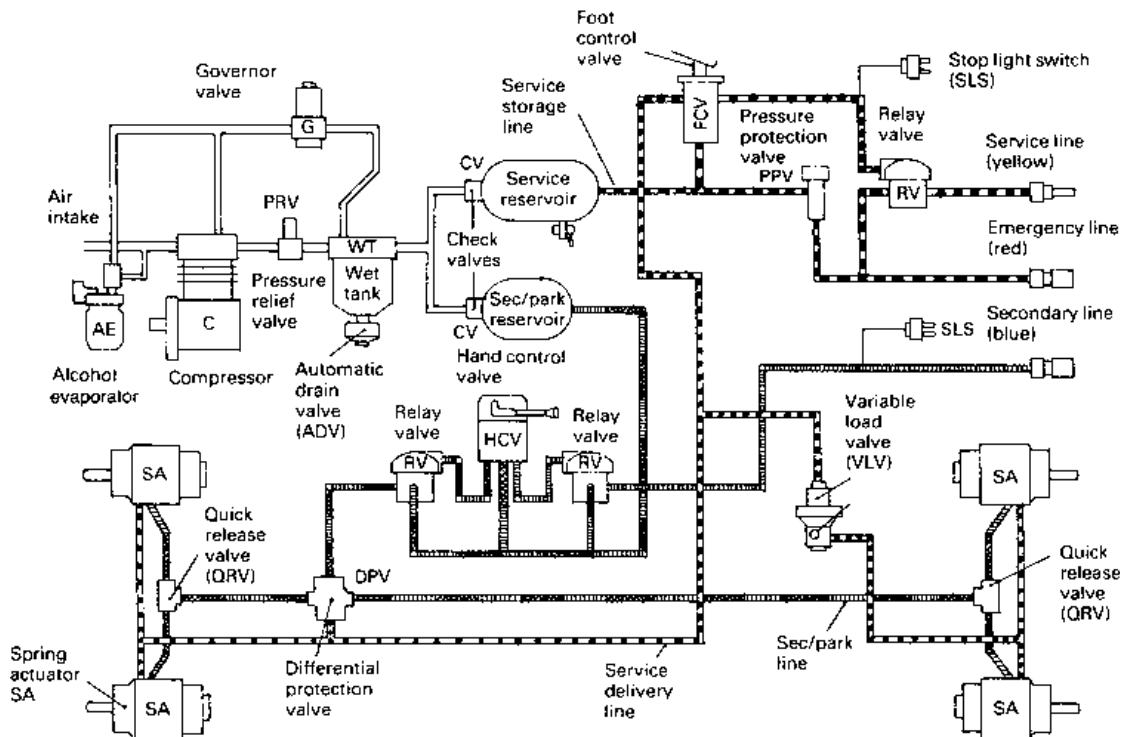 Foot
control
valve
Governor
valve
G
Service
storage
line
FCV
Stop light switch
(SLS)
Pressure
protection
valve
PPV
Relay
valve
RV
Service line
(yellow)
Air
intake
PRV
CV
Service
reservoir
WT
Wet
tank
Check
valves
Emergency line
(red)
Pressure
relief
valve
AE
C
CV
Sec/park
reservoir
Secondary line
(blue)
SLS
Alcohol
evaporator
Compressor
Automatic
drain
valve
(ADV)
Hand control
valve
Relay
valve
HCV
Relay
valve
RV
RV
Variable
load
valve
(VLV)
SA
SA
Quick
release
valve
(QRV)
DPV
Quick
release
valve
(QRV)
Spring
actuator
SA
SA
Differential
protection
valve
Service
delivery
line
Sec/park
line
SA